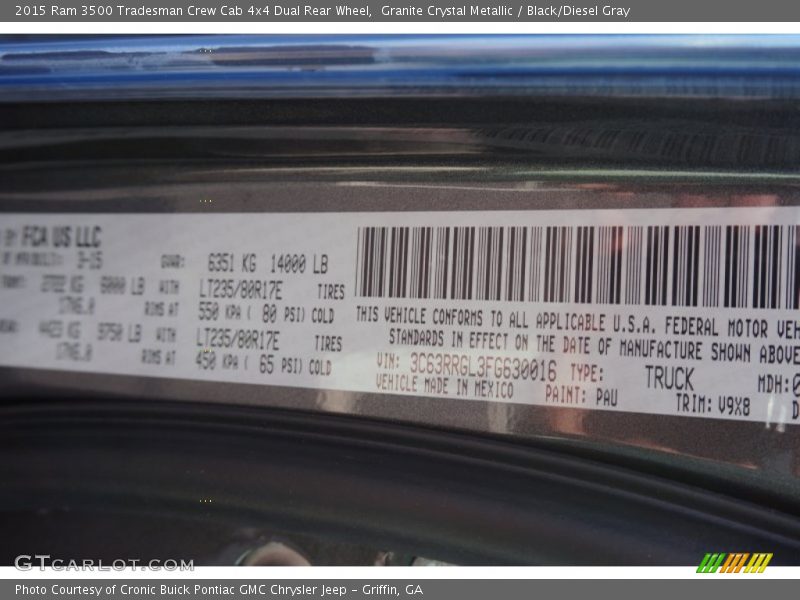 2015 Ram 3500 Tradesman Crew Cab 4x4 Dual Rear Wheel, Granite Crystal Metallic / Black/Diesel Gray
FCA US LLC
3-15
GVWR: 6351 KG 14000 LB
2722 KG 6000 LB WITH LT235/80R17E TIRES
RIMS AT 550 KPA ( 80 PSI) COLD
4423 KG 9750 LB WITH LT235/80R17E TIRES
RIMS AT 450 KPA ( 65 PSI) COLD
THIS VEHICLE CONFORMS TO ALL APPLICABLE U.S.A. FEDERAL MOTOR VEH
STANDARDS IN EFFECT ON THE DATE OF MANUFACTURE SHOWN ABOVE
VIN: 3C63RRGL3FG630016 TYPE: TRUCK MDH:0
VEHICLE MADE IN MEXICO PAINT: PAU TRIM: V9X8
GTCARLOT.COM
Photo Courtesy of Cronic Buick Pontiac GMC Chrysler Jeep - Griffin, GA